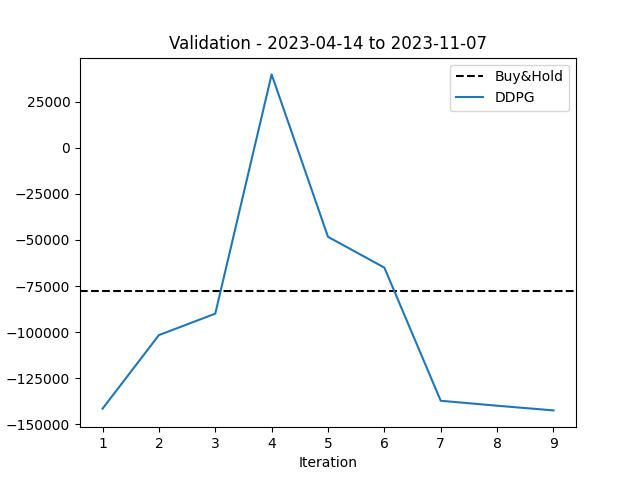 Validation - 2023-04-14 to 2023-11-07
Buy&Hold
DDPG
25000
0
−25000
−50000
−75000
−100000
−125000
−150000
1 2 3 4 5 6 7 8 9
Iteration